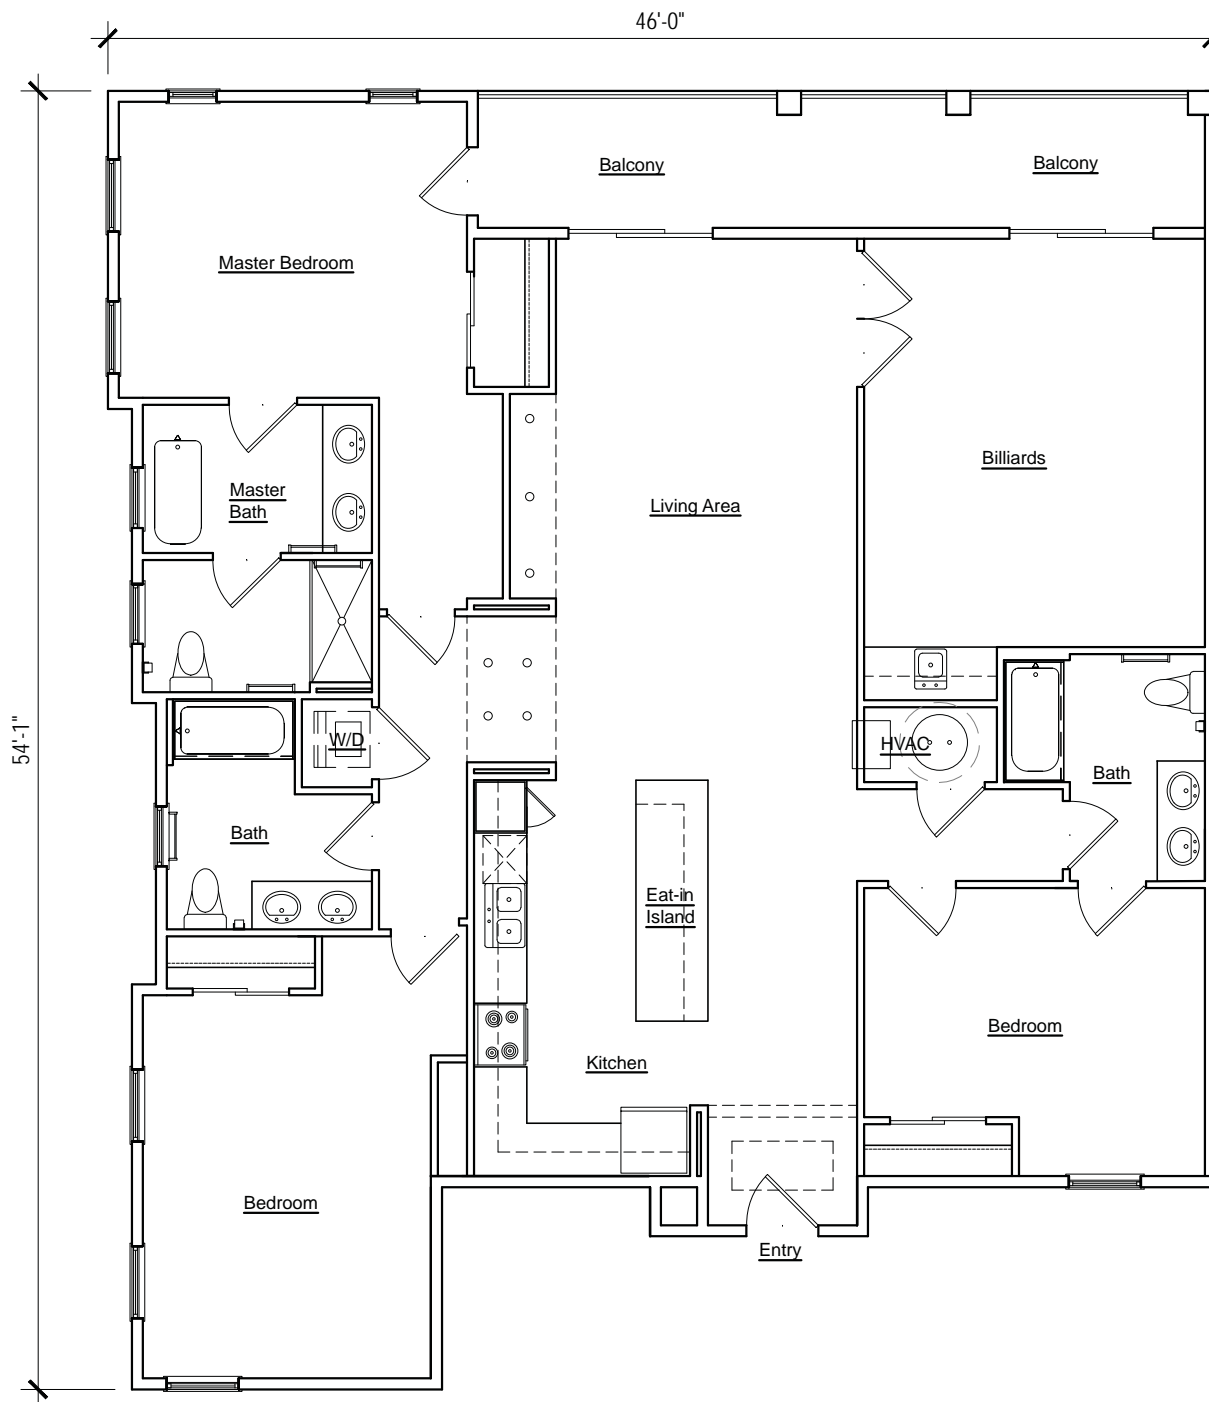 46'-0"
Balcony
Balcony
Master Bedroom
Billiards
Master
Bath
Living Area
54'-1"
W/D
HVAC
Bath
Bath
Eat-in
Island
Bedroom
Kitchen
Bedroom
Entry